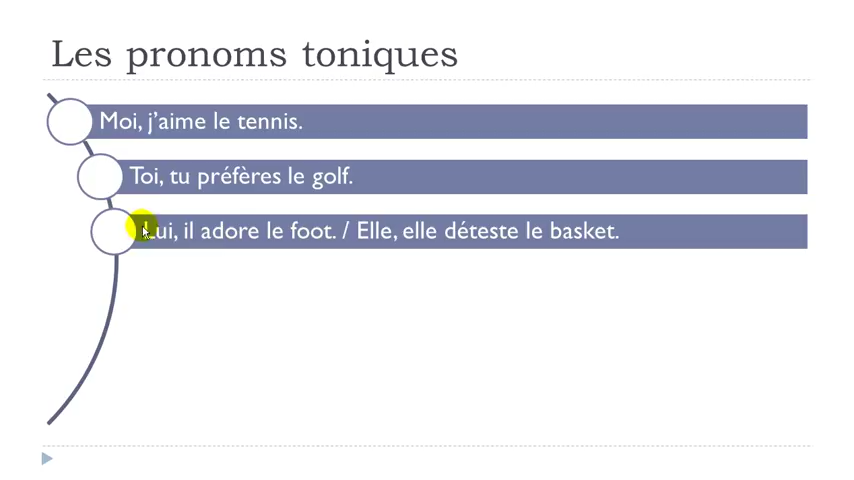 Les pronoms toniques
Moi, j'aime le tennis.
Toi, tu préfères le golf.
Lui, il adore le foot. / Elle, elle déteste le basket.